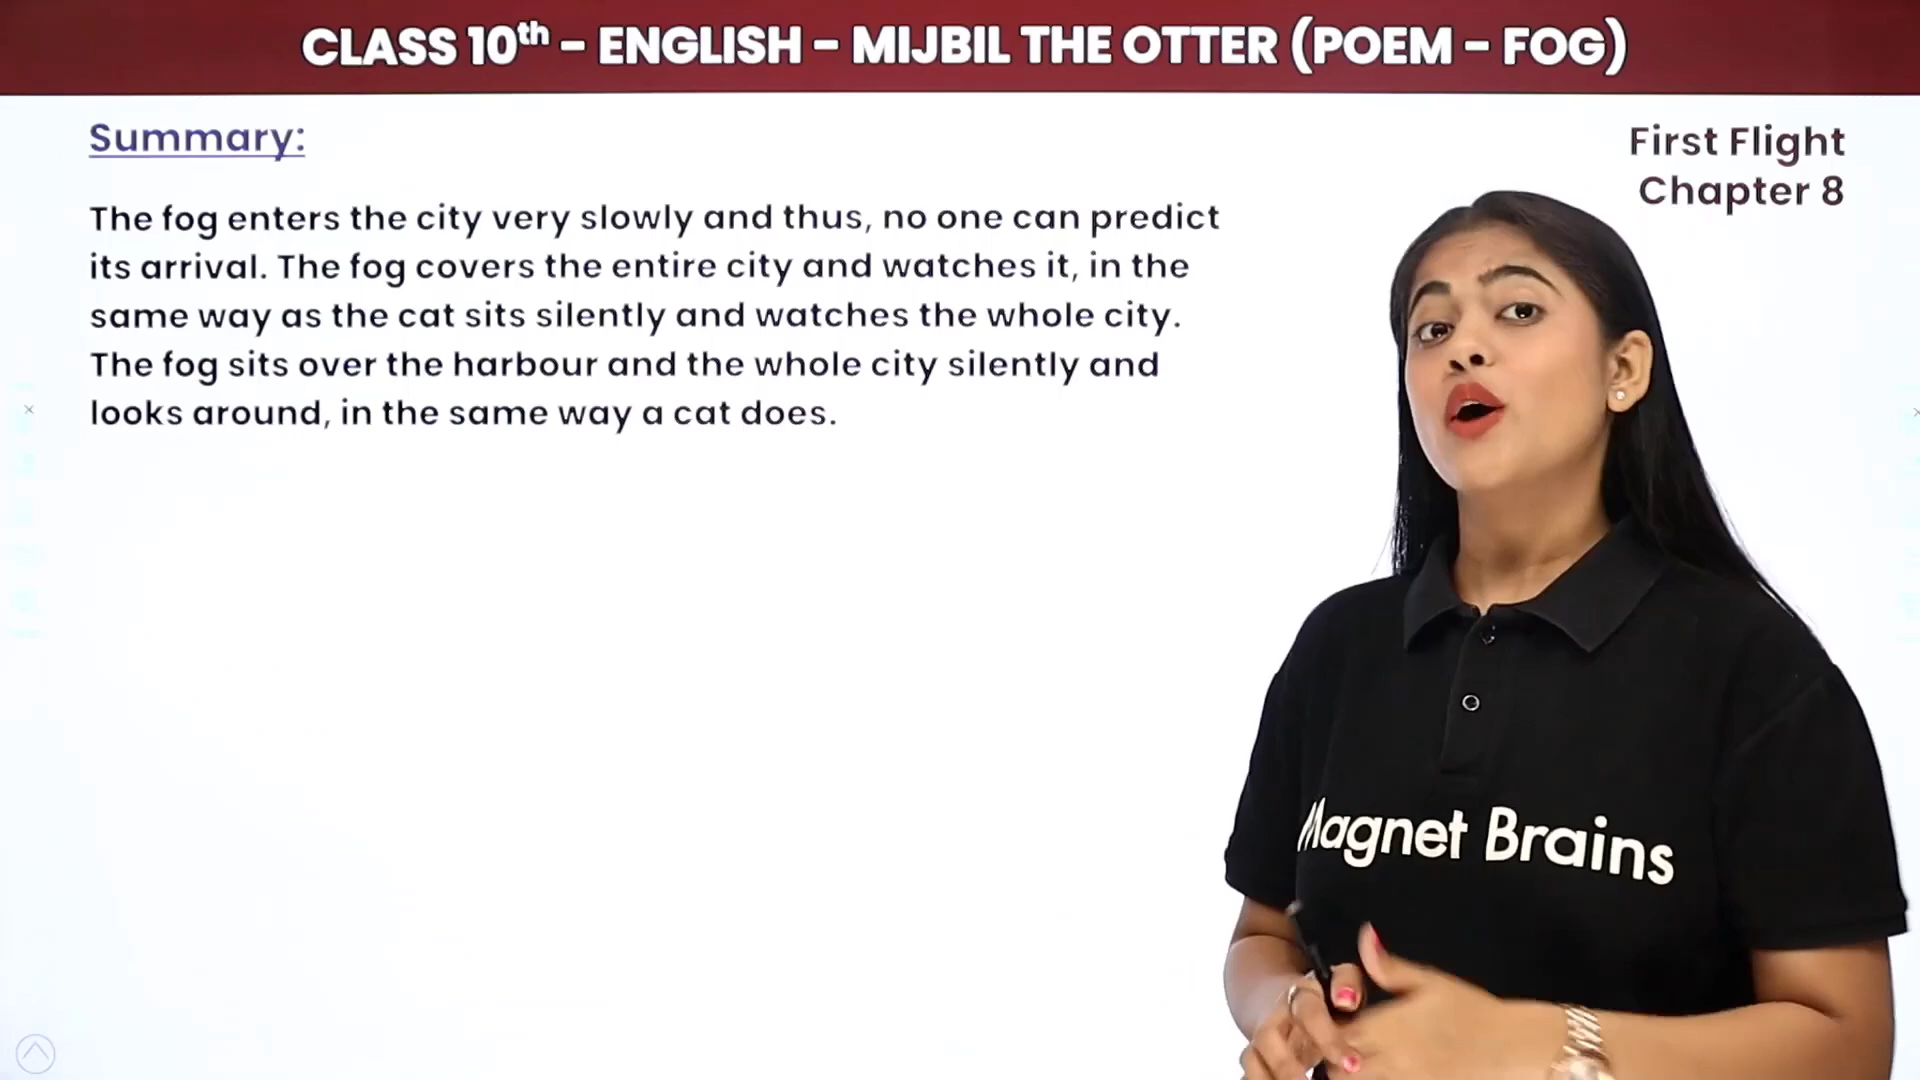 CLASS 10th - ENGLISH - MIJBIL THE OTTER (POEM - FOG)
Summary:
First Flight
Chapter 8
The fog enters the city very slowly and thus, no one can predict
its arrival. The fog covers the entire city and watches it, in the
same way as the cat sits silently and watches the whole city.
The fog sits over the harbour and the whole city silently and
looks around, in the same way a cat does.
Magnet Brains